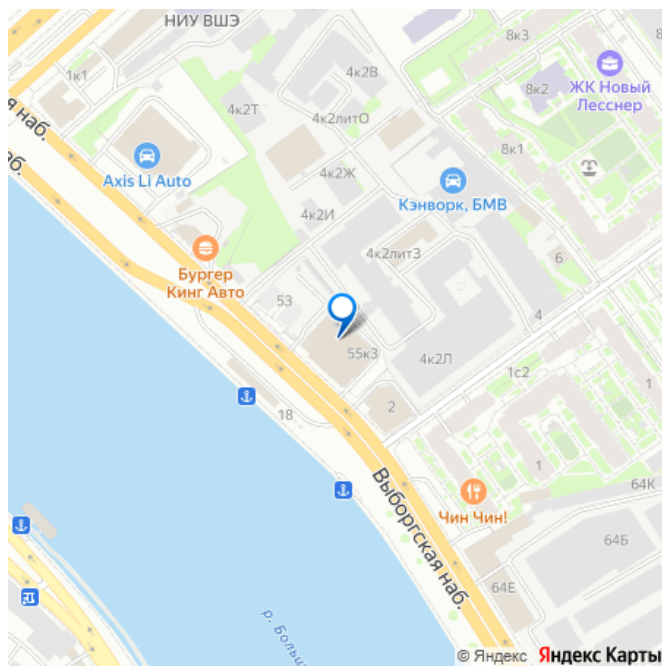 НИУ ВШЭ
8к3
8к2
ЖК Новый
Лесснер
1к1
4к2В
4к2Т
4к2литО
8к1
я наб.
аб.
Axis Li Auto
4к2Ж
Кэнворк, БМВ
4к2И
4к2литЗ
Бургер
Кинг Авто
6
53
4
55к3
4к2Л
1с2
18
2
Выборгская наб.
1
64К
Чин Чин!
64Б
64Е
р. Больш
© Яндекс Яндекс Карты